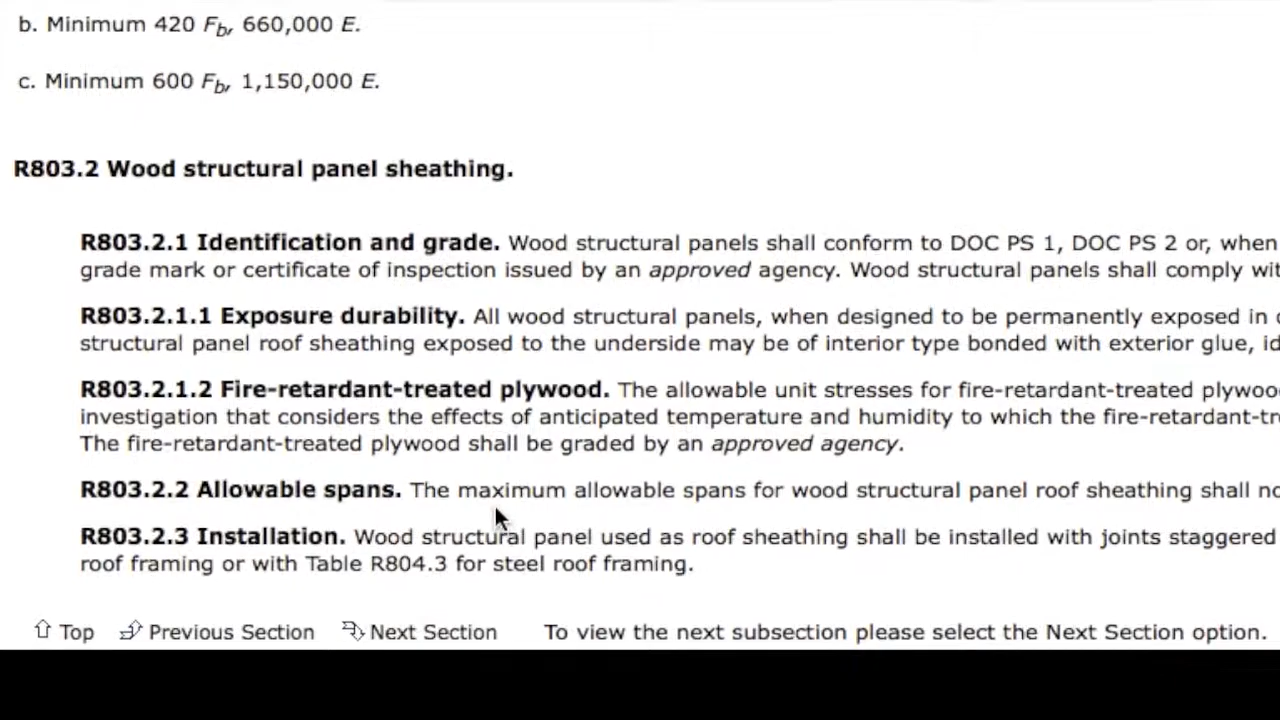 b. Minimum 420 Fb, 660,000 E.
c. Minimum 600 Fb, 1,150,000 E.
R803.2 Wood structural panel sheathing.
R803.2.1 Identification and grade. Wood structural panels shall conform to DOC PS 1, DOC PS 2 or, when
grade mark or certificate of inspection issued by an approved agency. Wood structural panels shall comply
R803.2.1.1 Exposure durability. All wood structural panels, when designed to be permanently exposed in
structural panel roof sheathing exposed to the underside may be of interior type bonded with exterior glue,
R803.2.1.2 Fire-retardant-treated plywood. The allowable unit stresses for fire-retardant-treated
investigation that considers the effects of anticipated temperature and humidity to which the
The fire-retardant-treated plywood shall be graded by an approved agency.
R803.2.2 Allowable spans. The maximum allowable spans for wood structural panel roof sheathing shall
R803.2.3 Installation. Wood structural panel used as roof sheathing shall be installed with joints staggered
roof framing or with Table R804.3 for steel roof framing.
Top Previous Section Next Section To view the next subsection please select the Next Section option.